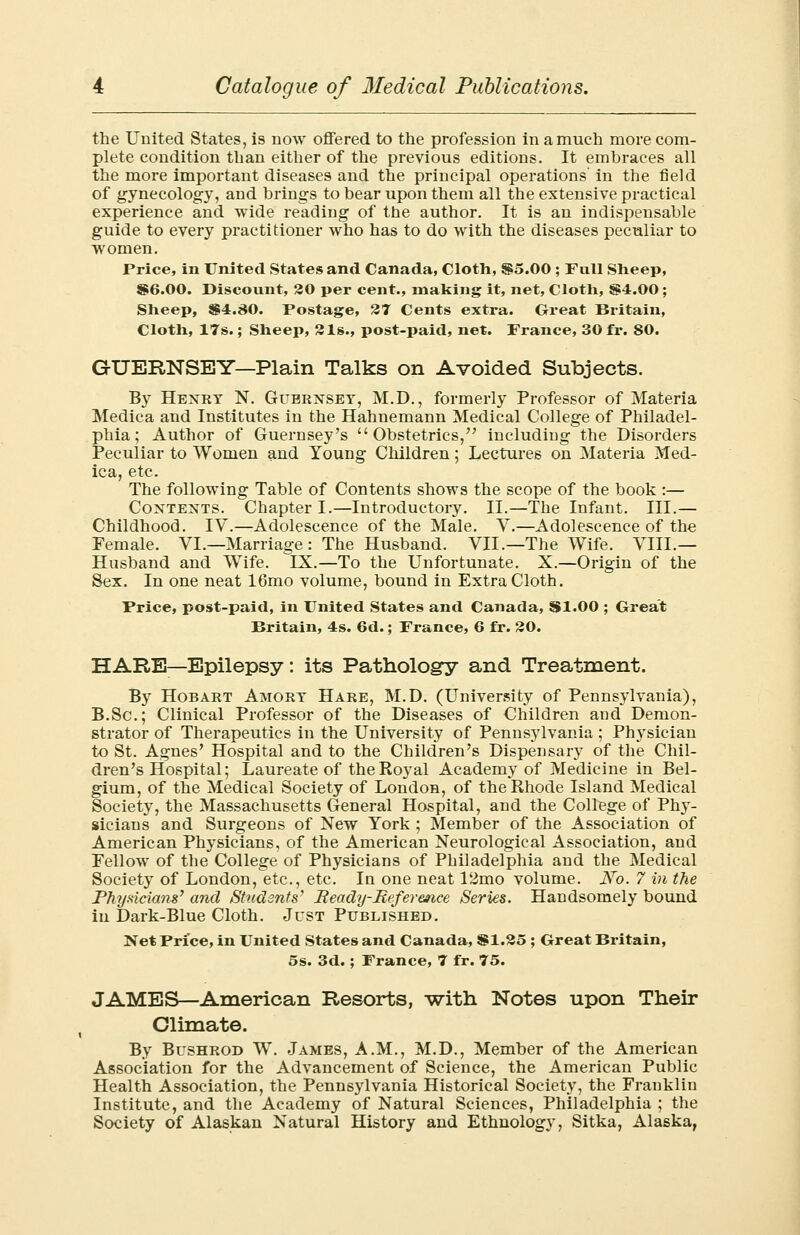 4 Catalogue of Medical Publications.
the United States, is now offered to the profession in a much more com-
plete condition than either of the previous editions. It embraces all
the more important diseases and the principal operations in the field
of gynecology, and brings to bear upon them all the extensive practical
experience and wide reading of the author. It is an indispensable
guide to every practitioner who has to do with the diseases peculiar to
women.
Price, in United States and Canada, Cloth, $5.00; Full Sheep,
$6.00. Discount, 20 per cent., making it, net, Cloth, $4.00;
Sheep, $4.80. Postage, 27 Cents extra. Great Britain,
Cloth, 17s.; Sheep, 21s., post-paid, net. France, 30 fr. 80.
GUERNSEY—Plain Talks on Avoided Subjects.
By Henry N. Guernsey, M.D., formerly Professor of Materia
Medica and Institutes in the Hahnemann Medical College of Philadel-
phia; Author of Guernsey's "Obstetrics," including the Disorders
Peculiar to Women and Young Children; Lectures on Materia Med-
ica, etc.
The following Table of Contents shows the scope of the book:—
Contents. Chapter I.—Introductory. II.—The Infant. III.—
Childhood. IV.—Adolescence of the Male. V.—Adolescence of the
Female. VI.—Marriage: The Husband. VII.—The Wife. VIII.—
Husband and Wife. IX.—To the Unfortunate. X.—Origin of the
Sex. In one neat 16mo volume, bound in Extra Cloth.
Price, post-paid, in United States and Canada, $1.00; Great
Britain, 4s. 6d.; France, 6 fr. 20.
HARE—Epilepsy: its Pathology and Treatment.
By Hobart Amory Hare, M.D. (University of Pennsylvania),
B.Sc.; Clinical Professor of the Diseases of Children and Demon-
strator of Therapeutics in the University of Pennsylvania; Physician
to St. Agnes' Hospital and to the Children's Dispensary of the Chil-
dren's Hospital; Laureate of the Royal Academy of Medicine in Bel-
gium, of the Medical Society of London, of the Rhode Island Medical
Society, the Massachusetts General Hospital, and the College of Phy-
sicians and Surgeons of New York; Member of the Association of
American Physicians, of the American Neurological Association, and
Fellow of the College of Physicians of Philadelphia and the Medical
Society of London, etc., etc. In one neat 12mo volume. No. 7 in the
Physicians' and Students' Ready-Reference Series. Handsomely bound
in Dark-Blue Cloth. Just Published.
Net Price, in United States and Canada, $1.25; Great Britain,
5s. 3d.; France, 7 fr. 75.
JAMES—American Resorts, with Notes upon Their
Climate.
By Bushrod W. James, A.M., M.D., Member of the American
Association for the Advancement of Science, the American Public
Health Association, the Pennsylvania Historical Society, the Franklin
Institute, and the Academy of Natural Sciences, Philadelphia; the
Society of Alaskan Natural History and Ethnology, Sitka, Alaska,